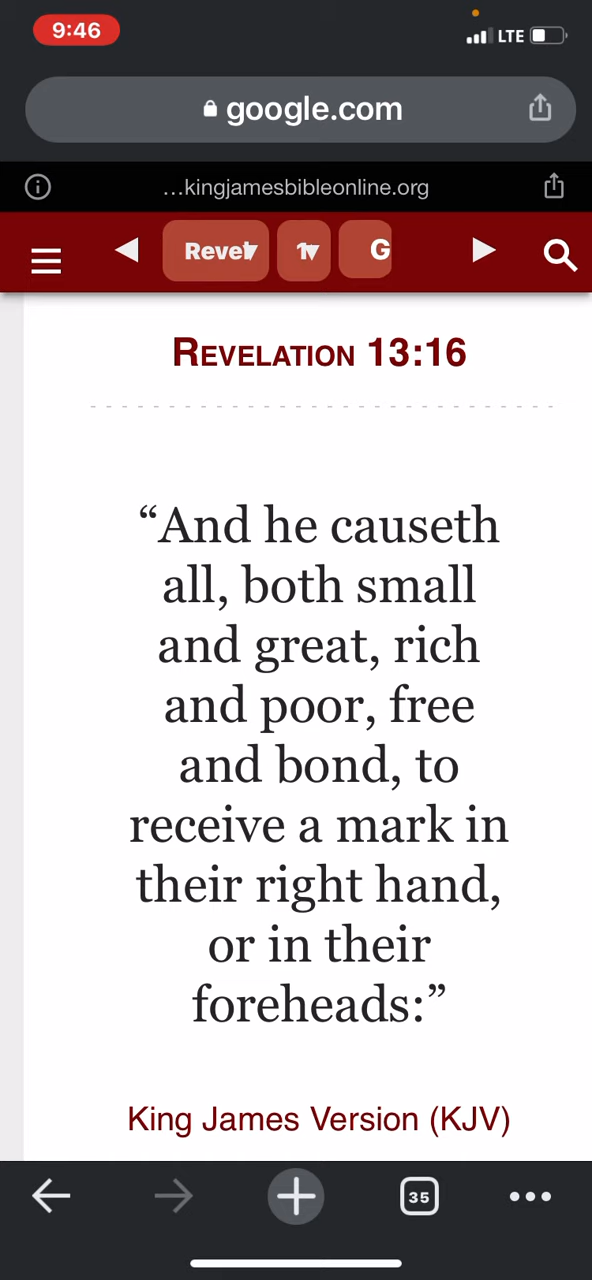 9:46
LTE
google.com
...kingjamesbibleonline.org
Revel
1
G
REVELATION 13:16
“And he causeth
all, both small
and great, rich
and poor, free
and bond, to
receive a mark in
their right hand,
or in their
foreheads:”
King James Version (KJV)
35